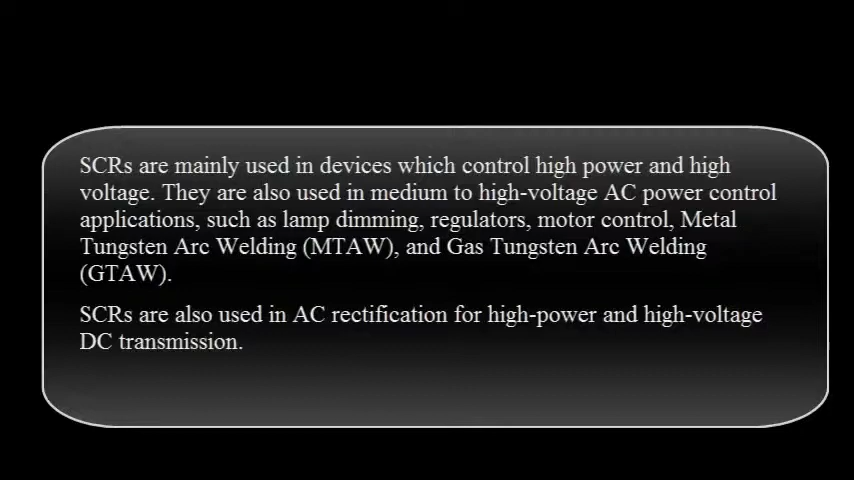 SCRs are mainly used in devices which control high power and high
voltage. They are also used in medium to high-voltage AC power control
applications, such as lamp dimming, regulators, motor control, Metal
Tungsten Arc Welding (MTAW), and Gas Tungsten Arc Welding
(GTAW).
SCRs are also used in AC rectification for high-power and high-voltage
DC transmission.